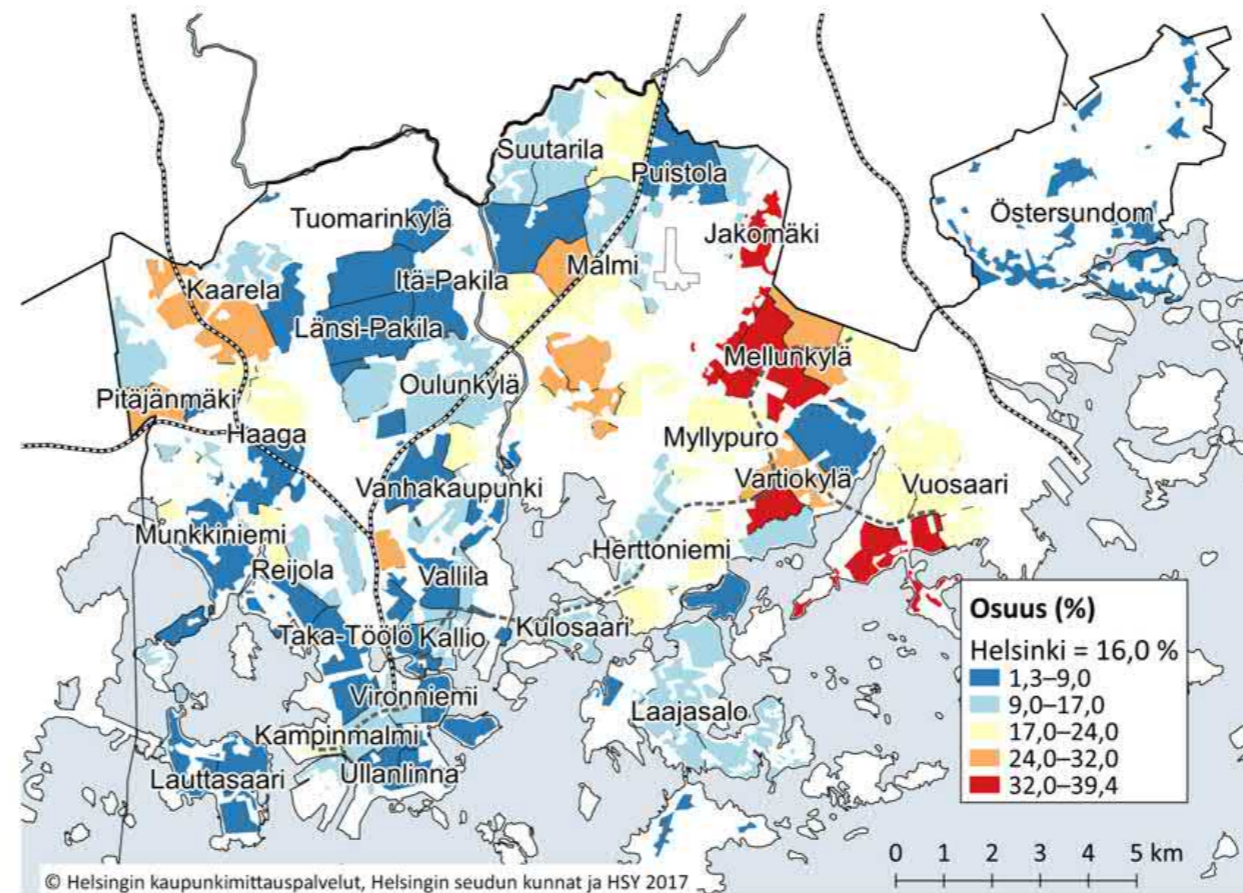 Suutarila
Puistola
Tuomarinkylä
Östersundom
Jakomäki
Malmi
Itä-Pakila
Kaarela
Länsi-Pakila
Mellunkylä
Oulunkylä
Pitäjänmäki
Haaga
Myllypuro
Vartiokylä
Vanhakaupunki
Vuosaari
Munkkiniemi
Herttoniemi
Reijola
Vallila
Taka-Töölö
Kallio
Kulosaari
Vironniemi
Laajasalo
Kampinmalmi
Lauttasaari
Ullanlinna
Osuus (%)
Helsinki = 16,0 %
1,3–9,0
9,0–17,0
17,0–24,0
24,0–32,0
32,0–39,4
0 1 2 3 4 5 km
© Helsingin kaupunkimittauspalvelut, Helsingin seudun kunnat ja HSY 2017